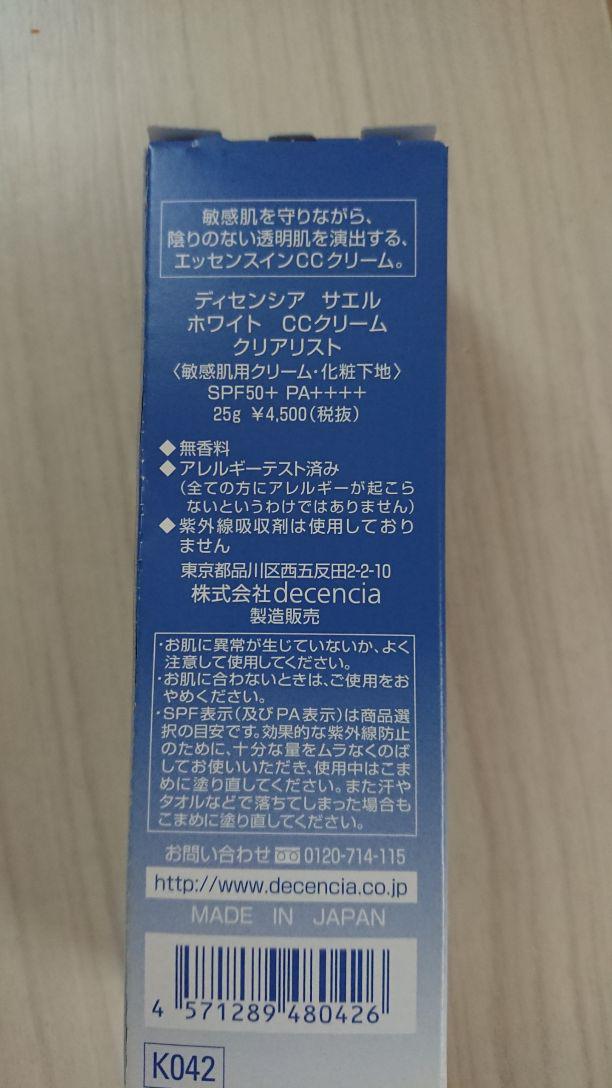 敏感肌を守りながら、
陰りのない透明肌を演出する、
エッセンスインCCクリーム。
ディセンシア サエル
ホワイト CCクリーム
クリアリスト
〈敏感肌用クリーム・化粧下地〉
SPF50+ PA++++
25g ¥4,500(税抜)
◆無香料
◆アレルギーテスト済み
(全ての方にアレルギーが起こら
ないというわけではありません)
◆紫外線吸収剤は使用しており
ません
東京都品川区西五反田2-2-10
株式会社decencia
製造販売
・お肌に異常が生じていないか、よく
注意して使用してください。
・お肌に合わないときは、ご使用をお
やめください。
・SPF表示(及びPA表示)は商品選
択の目安です。効果的な紫外線防止
のために、十分な量をムラなくのば
してお使いいただき、使用中はこま
めに塗り直してください。また汗や
タオルなどで落ちてしまった場合も
こまめに塗り直してください。
お問い合わせ 0120-714-115
http://www.decencia.co.jp
MADE IN JAPAN
4 571289 480426
K042